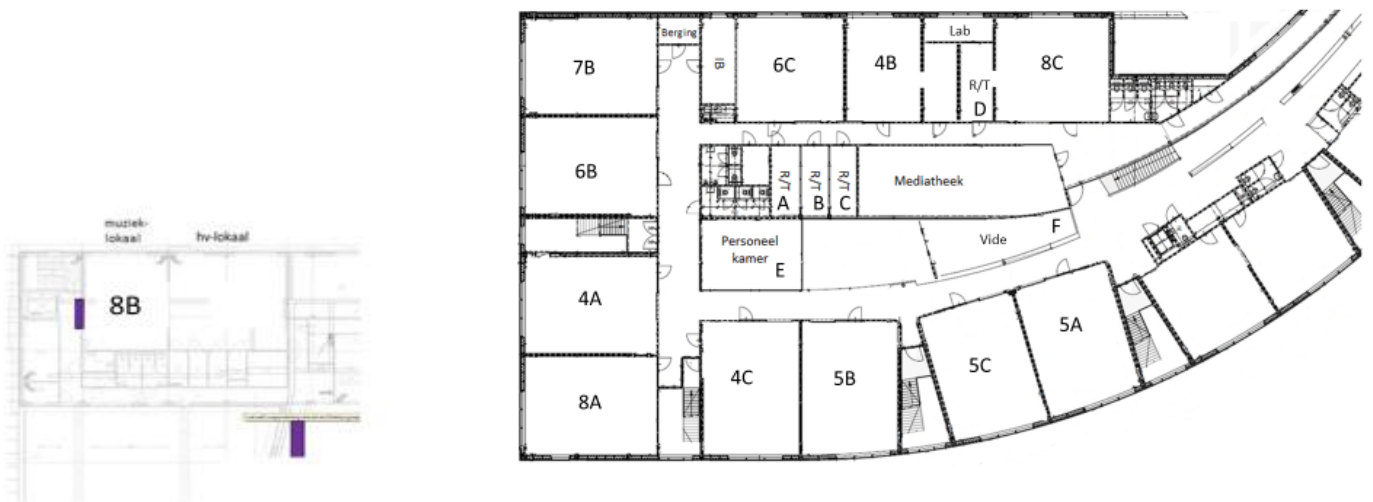 muziek-
lokaal
hv-lokaal
8B
7B
Berging
IB
6C
4B
Lab
R/T
D
8C
6B
R/T
A
R/T
B
R/T
C
Mediatheek
Personeel
kamer
E
Vide
F
4A
8A
4C
5B
5C
5A